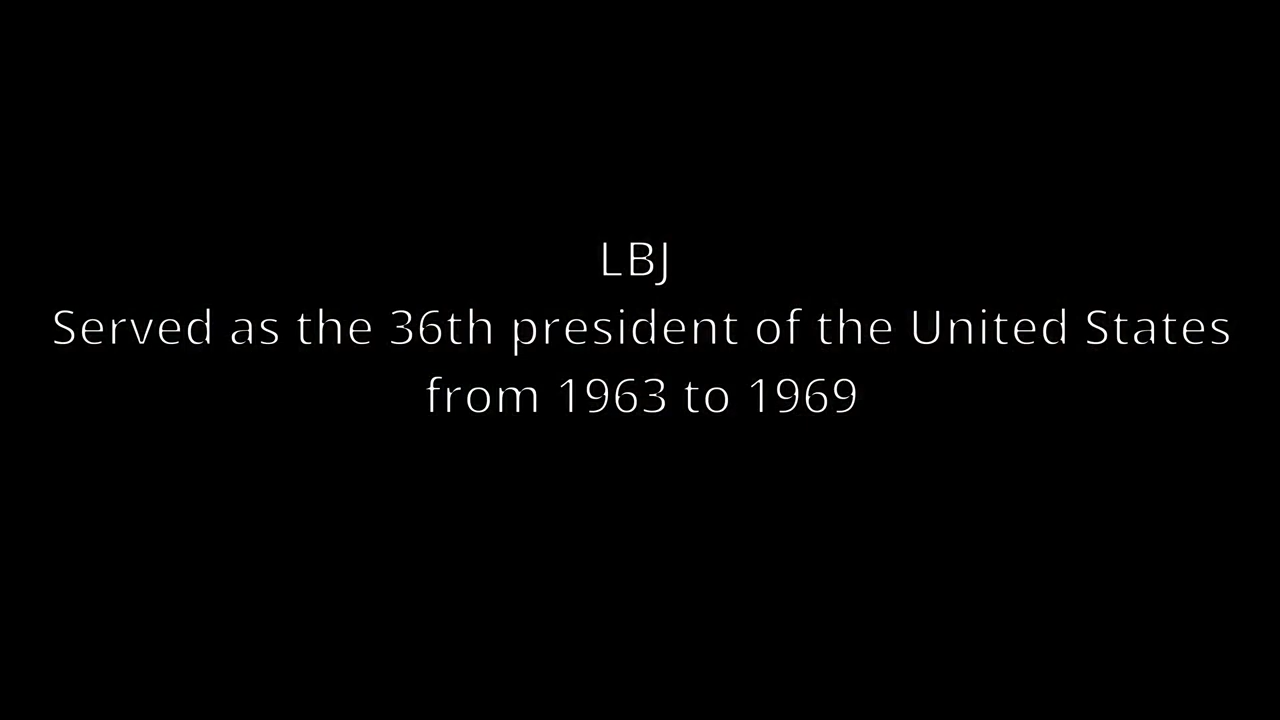 LBJ
Served as the 36th president of the United States
from 1963 to 1969